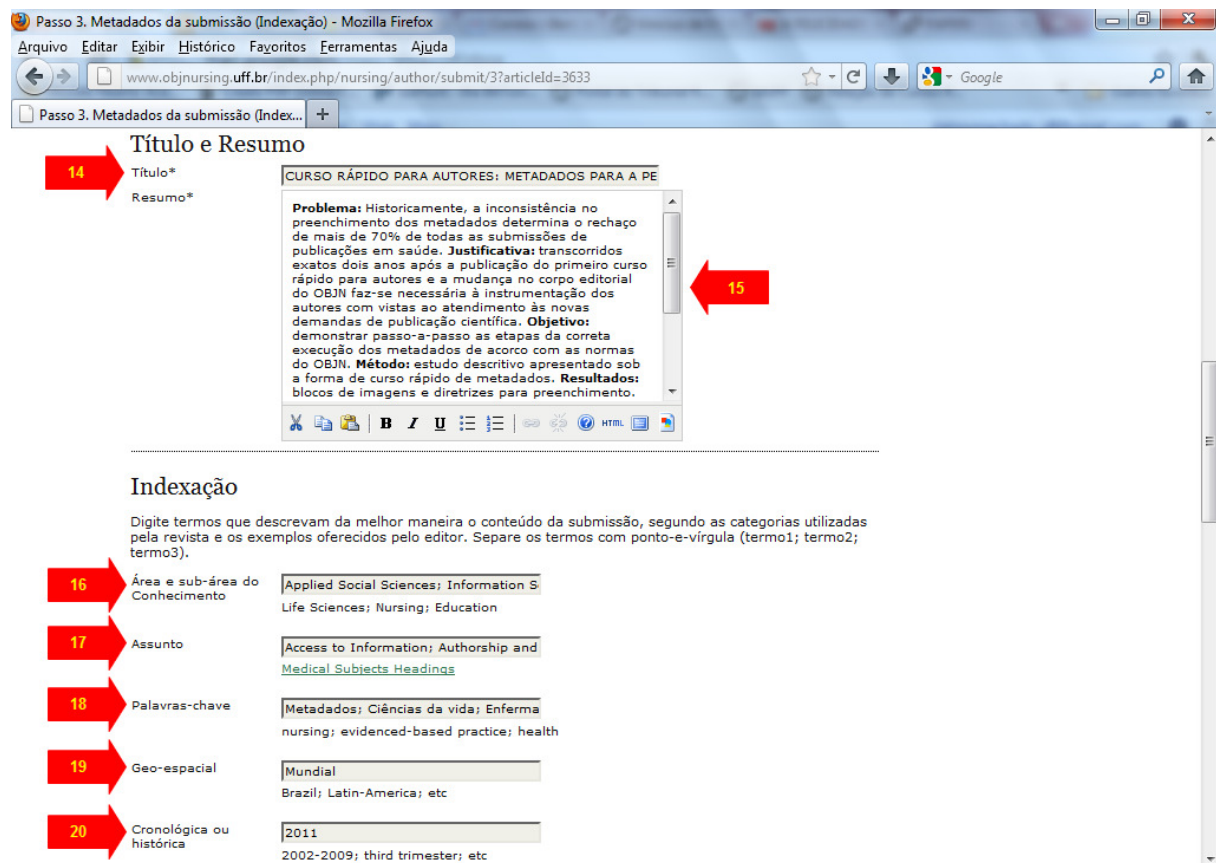 Passo 3. Metadados da submissão (Indexação) - Mozilla Firefox
Arquivo Editar Exibir Histórico Favoritos Ferramentas Ajuda
www.objnursing.uff.br/index.php/nursing/author/submit/3?articleId=3633
Google
Passo 3. Metadados da submissão (Index...
Título e Resumo
14
Título*
CURSO RÁPIDO PARA AUTORES: METADADOS PARA A PE
Resumo*
Problema: Historicamente, a inconsistência no
preenchimento dos metadados determina o rechaço
de mais de 70% de todas as submissões de
publicações em saúde. Justificativa: transcorridos
exatos dois anos após a publicação do primeiro curso
rápido para autores e a mudança no corpo editorial
do OBJN faz-se necessária à instrumentação dos
autores com vistas ao atendimento às novas
demandas de publicação científica. Objetivo:
demonstrar passo-a-passo as etapas da correta
execução dos metadados de acorco com as normas
do OBJN. Método: estudo descritivo apresentado sob
a forma de curso rápido de metadados. Resultados:
blocos de imagens e diretrizes para preenchimento.
15
B I U HTML
Indexação
Digite termos que descrevam da melhor maneira o conteúdo da submissão, segundo as categorias utilizadas
pela revista e os exemplos oferecidos pelo editor. Separe os termos com ponto-e-vírgula (termo1; termo2;
termo3).
16
Área e sub-área do
Conhecimento
Applied Social Sciences; Information S
Life Sciences; Nursing; Education
17
Assunto
Access to Information; Authorship and
Medical Subjects Headings
18
Palavras-chave
Metadados; Ciências da vida; Enferma
nursing; evidenced-based practice; health
19
Geo-espacial
Mundial
Brazil; Latin-America; etc
20
Cronológica ou
histórica
2011
2002-2009; third trimester; etc